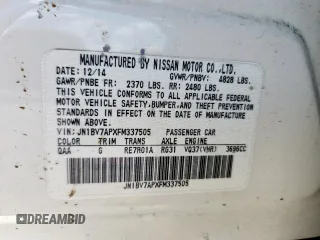 MANUFACTURED BY NISSAN MOTOR CO.,LTD.
DATE: 12/14 GVWR/PNBV: 4828 LBS.
GAWR/PNBE FR: 2370 LBS. RR: 2480 LBS.
THIS VEHICLE CONFORMS TO ALL APPLICABLE
FEDERAL MOTOR VEHICLE SAFETY, BUMPER, AND THEFT
PREVENTION STANDARDS IN EFFECT ON THE DATE OF
MANUFACTURE SHOWN ABOVE.
VIN: JN1BV7APXFM337505 PASSENGER CAR
COLOR TRIM TRANS AXLE ENGINE
QAA G RE7R01A RG31 VQ37(VHR) 3696CC
JN1BV7APXFM337505
DREAMBID